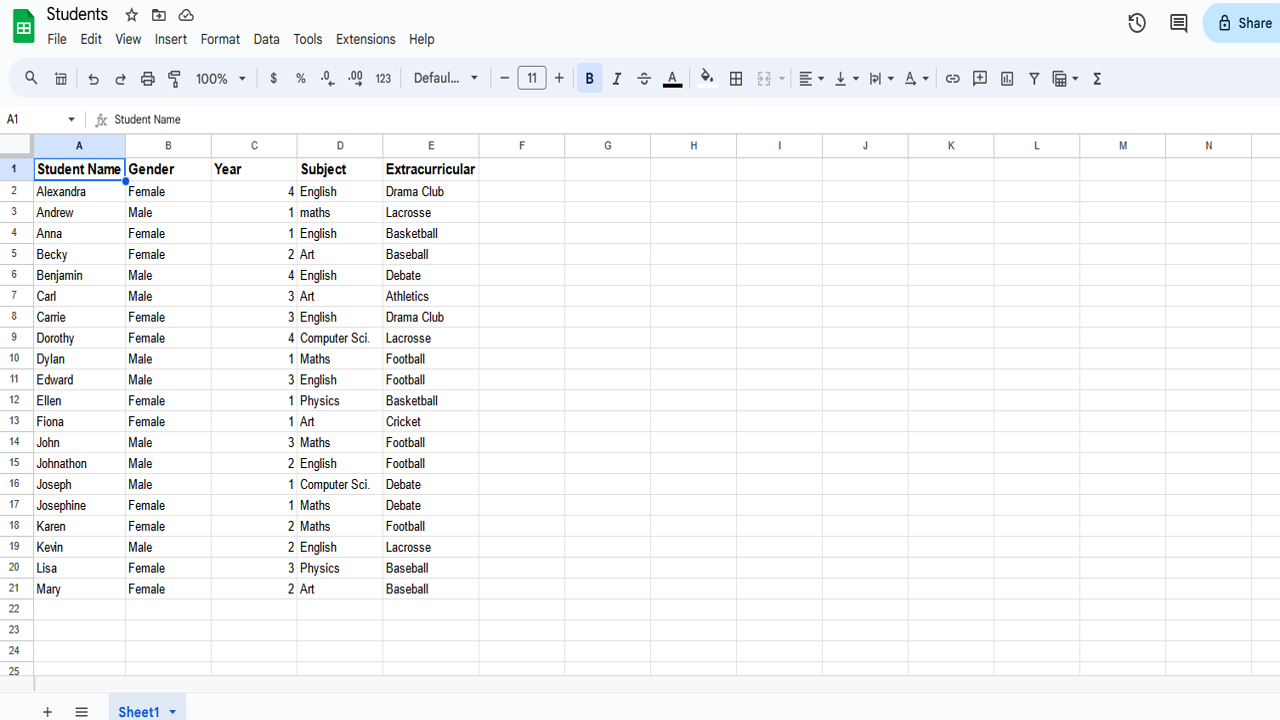 Students
File Edit View Insert Format Data Tools Extensions Help
Share
100% $ % .0 .00 123 Defaul... 11 B I A Σ
A1 fx Student Name
A B C D E F G H I J K L M N
1 Student Name Gender Year Subject Extracurricular
2 Alexandra Female 4 English Drama Club
3 Andrew Male 1 maths Lacrosse
4 Anna Female 1 English Basketball
5 Becky Female 2 Art Baseball
6 Benjamin Male 4 English Debate
7 Carl Male 3 Art Athletics
8 Carrie Female 3 English Drama Club
9 Dorothy Female 4 Computer Sci. Lacrosse
10 Dylan Male 1 Maths Football
11 Edward Male 3 English Football
12 Ellen Female 1 Physics Basketball
13 Fiona Female 1 Art Cricket
14 John Male 3 Maths Football
15 Johnathon Male 2 English Football
16 Joseph Male 1 Computer Sci. Debate
17 Josephine Female 1 Maths Debate
18 Karen Female 2 Maths Football
19 Kevin Male 2 English Lacrosse
20 Lisa Female 3 Physics Baseball
21 Mary Female 2 Art Baseball
22
23
24
25
Sheet1